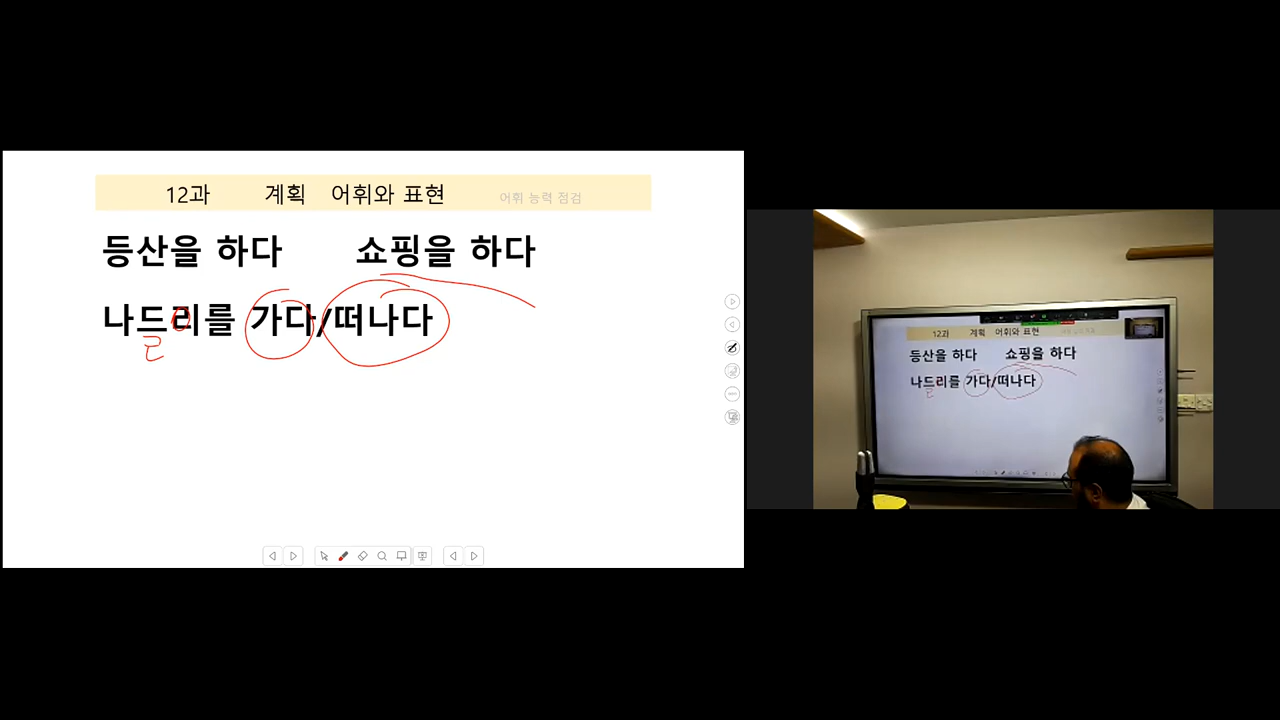 12과 계획 어휘와 표현 어휘 능력 점검
등산을 하다 쇼핑을 하다
나드리를 가다/떠나다
12과 계획 어휘와 표현
등산을 하다 쇼핑을 하다
나드리를 가다/떠나다